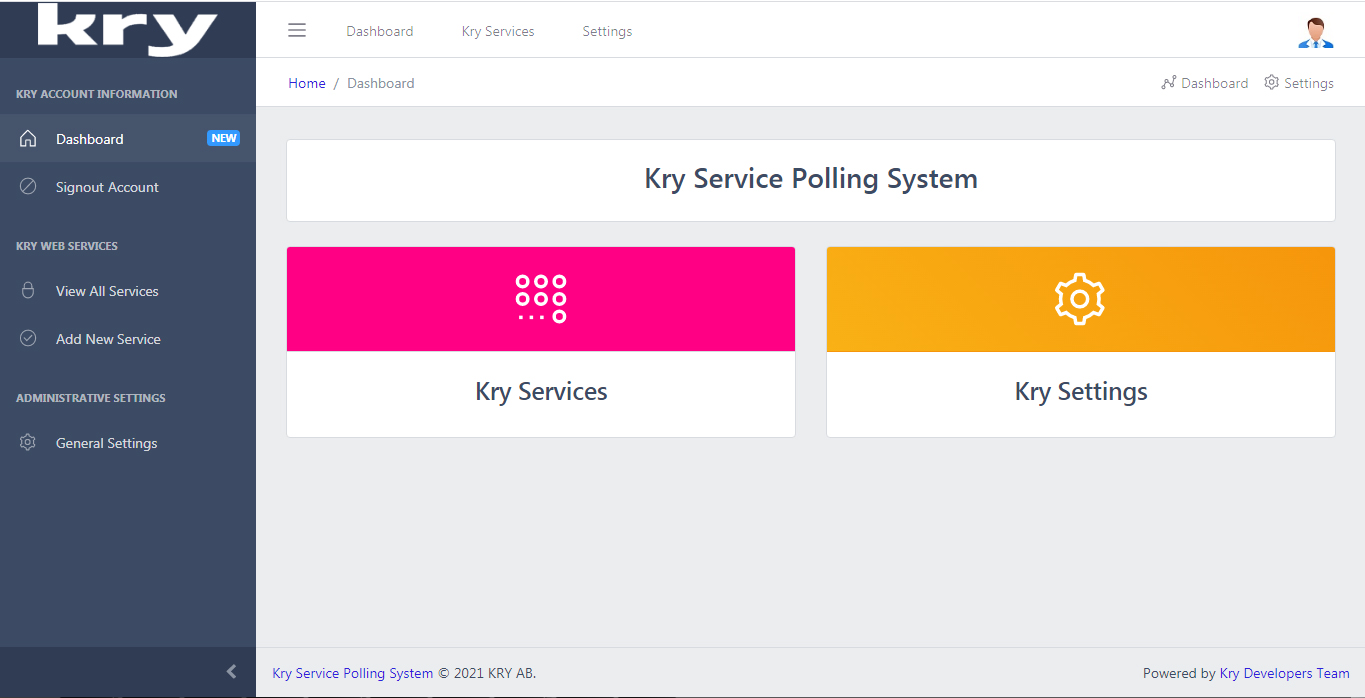 kry
Dashboard Kry Services Settings
Home / Dashboard
Dashboard Settings
KRY ACCOUNT INFORMATION
Dashboard NEW
Signout Account
KRY WEB SERVICES
View All Services
Add New Service
ADMINISTRATIVE SETTINGS
General Settings
Kry Service Polling System
Kry Services
Kry Settings
Kry Service Polling System © 2021 KRY AB.
Powered by Kry Developers Team